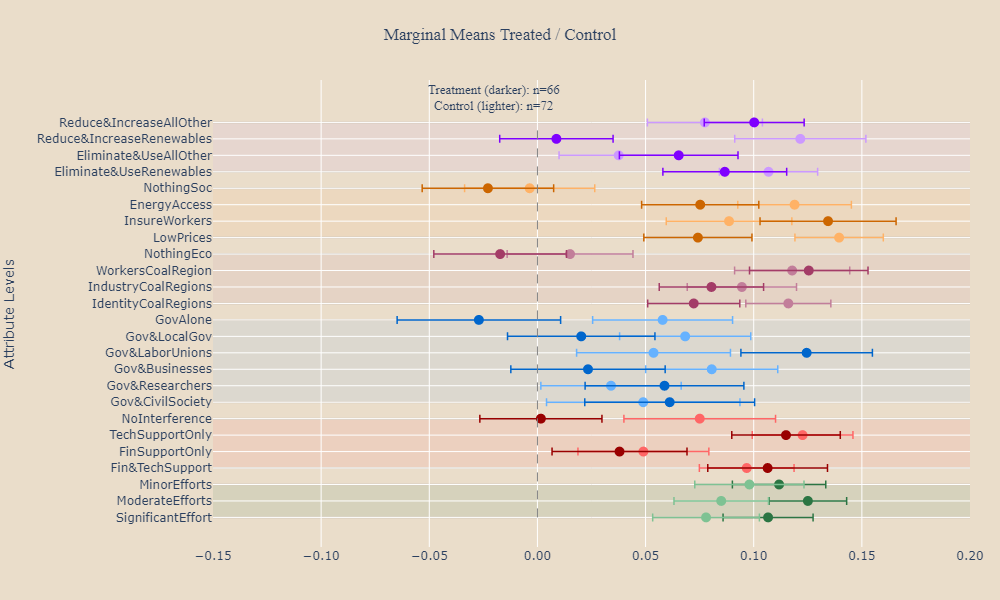 Marginal Means Treated / Control
Treatment (darker): n=66
Control (lighter): n=72
Attribute Levels
Reduce&IncreaseAllOther
Reduce&IncreaseRenewables
Eliminate&UseAllOther
Eliminate&UseRenewables
NothingSoc
EnergyAccess
InsureWorkers
LowPrices
NothingEco
WorkersCoalRegion
IndustryCoalRegions
IdentityCoalRegions
GovAlone
Gov&LocalGov
Gov&LaborUnions
Gov&Businesses
Gov&Researchers
Gov&CivilSociety
NoInterference
TechSupportOnly
FinSupportOnly
Fin&TechSupport
MinorEfforts
ModerateEfforts
SignificantEffort
−0.15 −0.10 −0.05 0.00 0.05 0.10 0.15 0.20